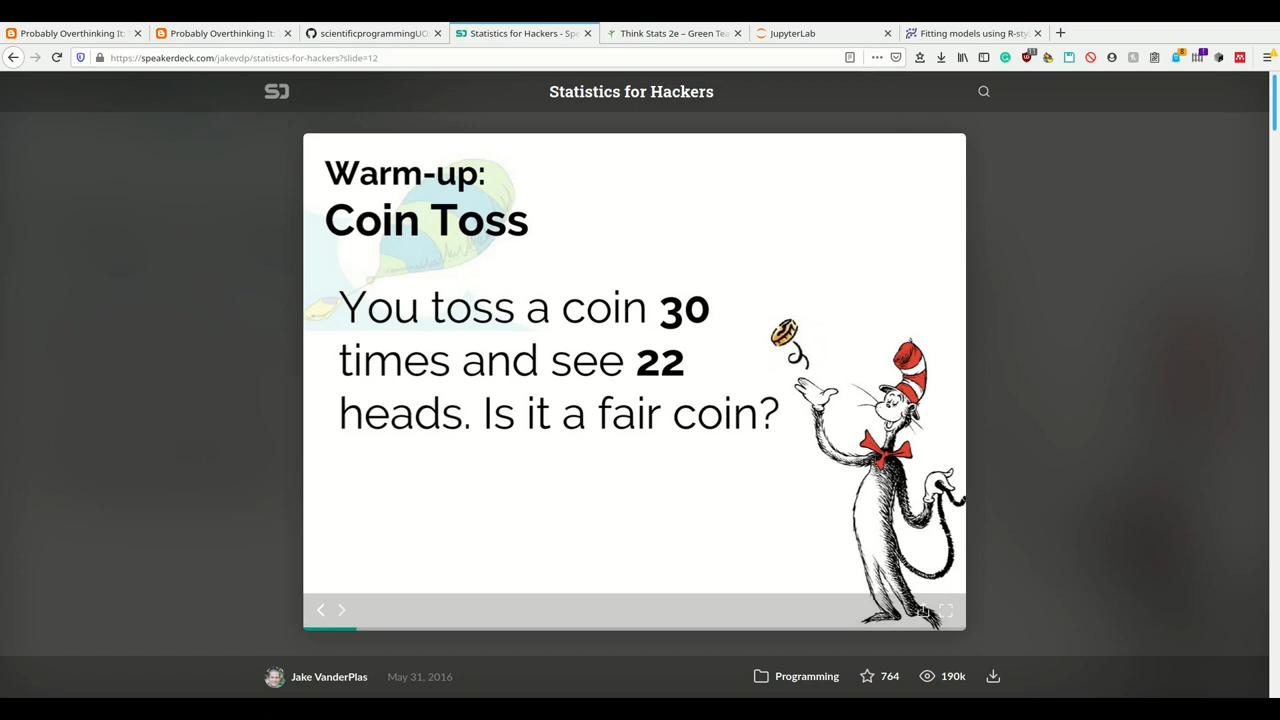 Probably Overthinking It:
Probably Overthinking It:
scientificprogrammingUO
Statistics for Hackers - Spe
Think Stats 2e – Green Tea
JupyterLab
Fitting models using R-sty
https://speakerdeck.com/jakevdp/statistics-for-hackers?slide=12
Statistics for Hackers
Warm-up:
Coin Toss
You toss a coin 30
times and see 22
heads. Is it a fair coin?
Jake VanderPlas
May 31, 2016
Programming
764
190k